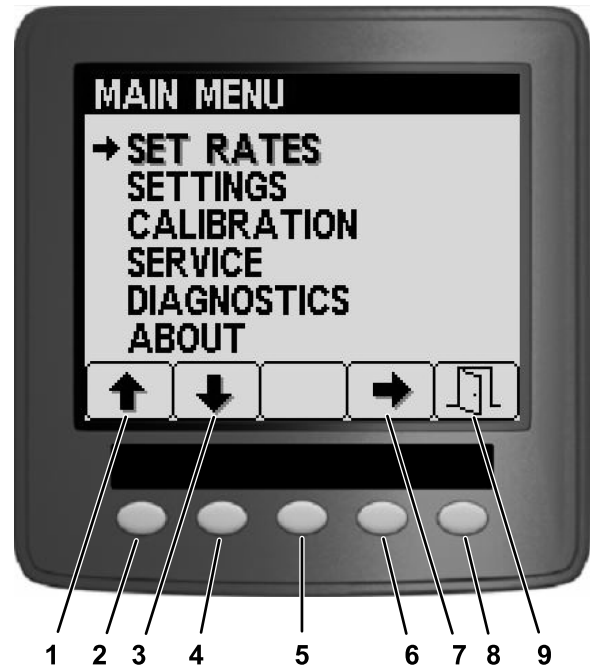 MAIN MENU
SET RATES
SETTINGS
CALIBRATION
SERVICE
DIAGNOSTICS
ABOUT
1 2 3 4 5 6 7 8 9